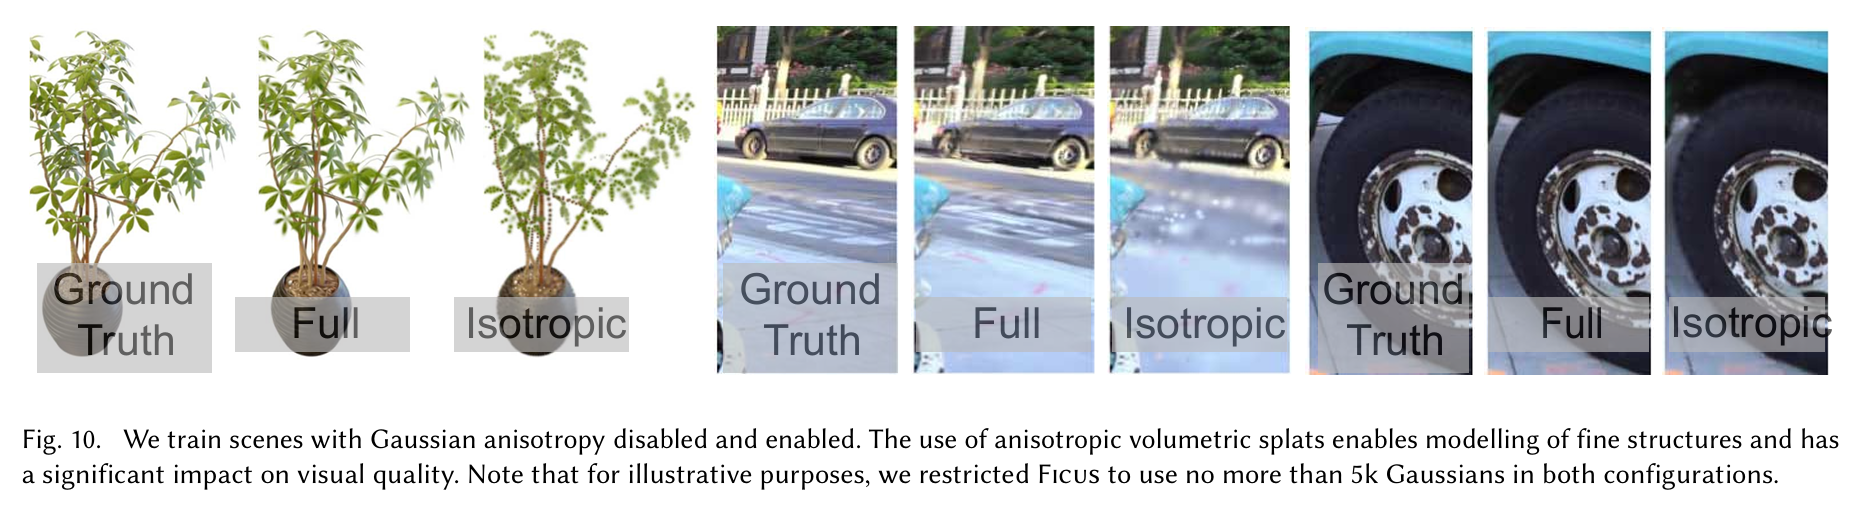 Ground
Truth
Full
Isotropic
Ground
Truth
Full
Isotropic
Ground
Truth
Full
Isotropic
Fig. 10. We train scenes with Gaussian anisotropy disabled and enabled. The use of anisotropic volumetric splats enables modelling of fine structures and has
a significant impact on visual quality. Note that for illustrative purposes, we restricted Ficus to use no more than 5k Gaussians in both configurations.